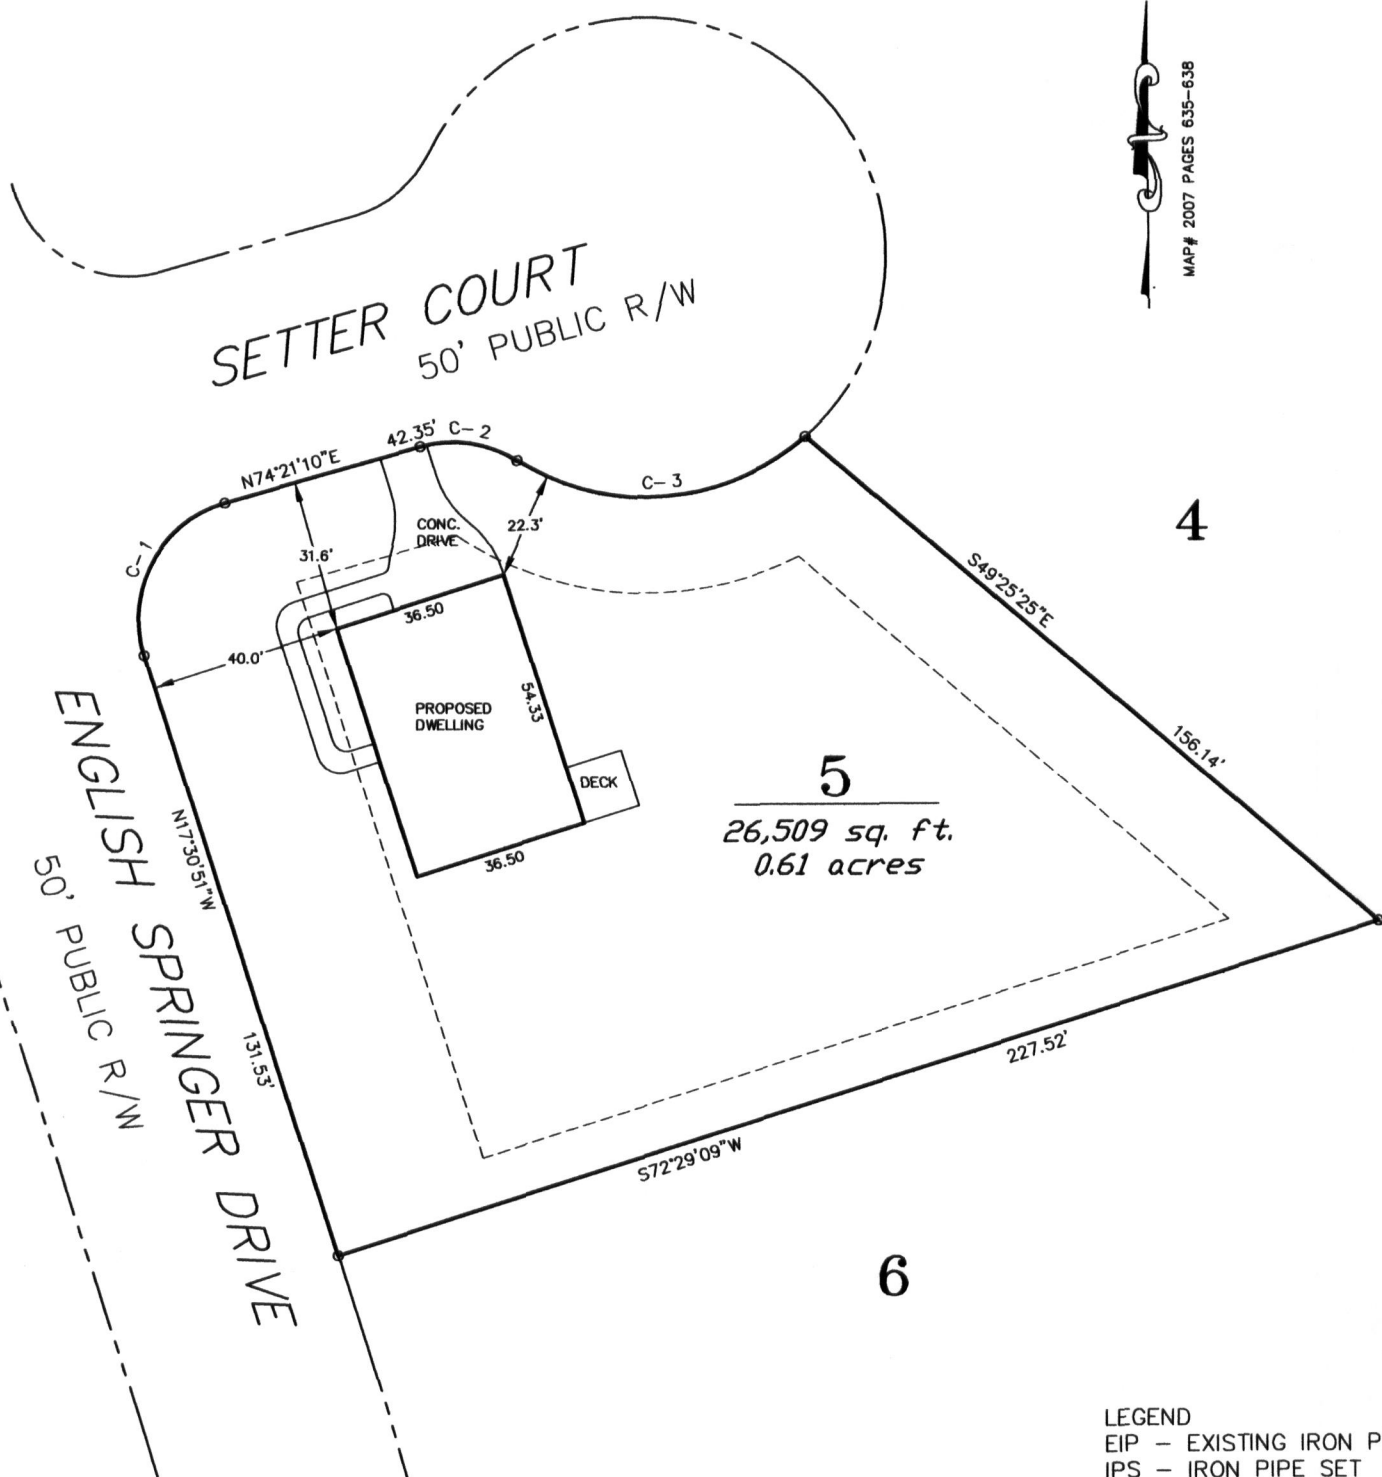 MAP# 2007 PAGES 635-638
SETTER COURT
50' PUBLIC R/W
N74°21'10"E
42.35'
C-2
C-3
C-1
CONC.
DRIVE
22.3'
31.6'
36.50
40.0'
4
S49°25'25"E
156.14'
PROPOSED
DWELLING
54.33
DECK
36.50
5
26,509 sq. ft.
0.61 acres
ENGLISH SPRINGER DRIVE
50' PUBLIC R/W
N17°30'51"W
131.53'
227.52'
S72°29'09"W
6
LEGEND
EIP - EXISTING IRON P
IPS - IRON PIPE SET